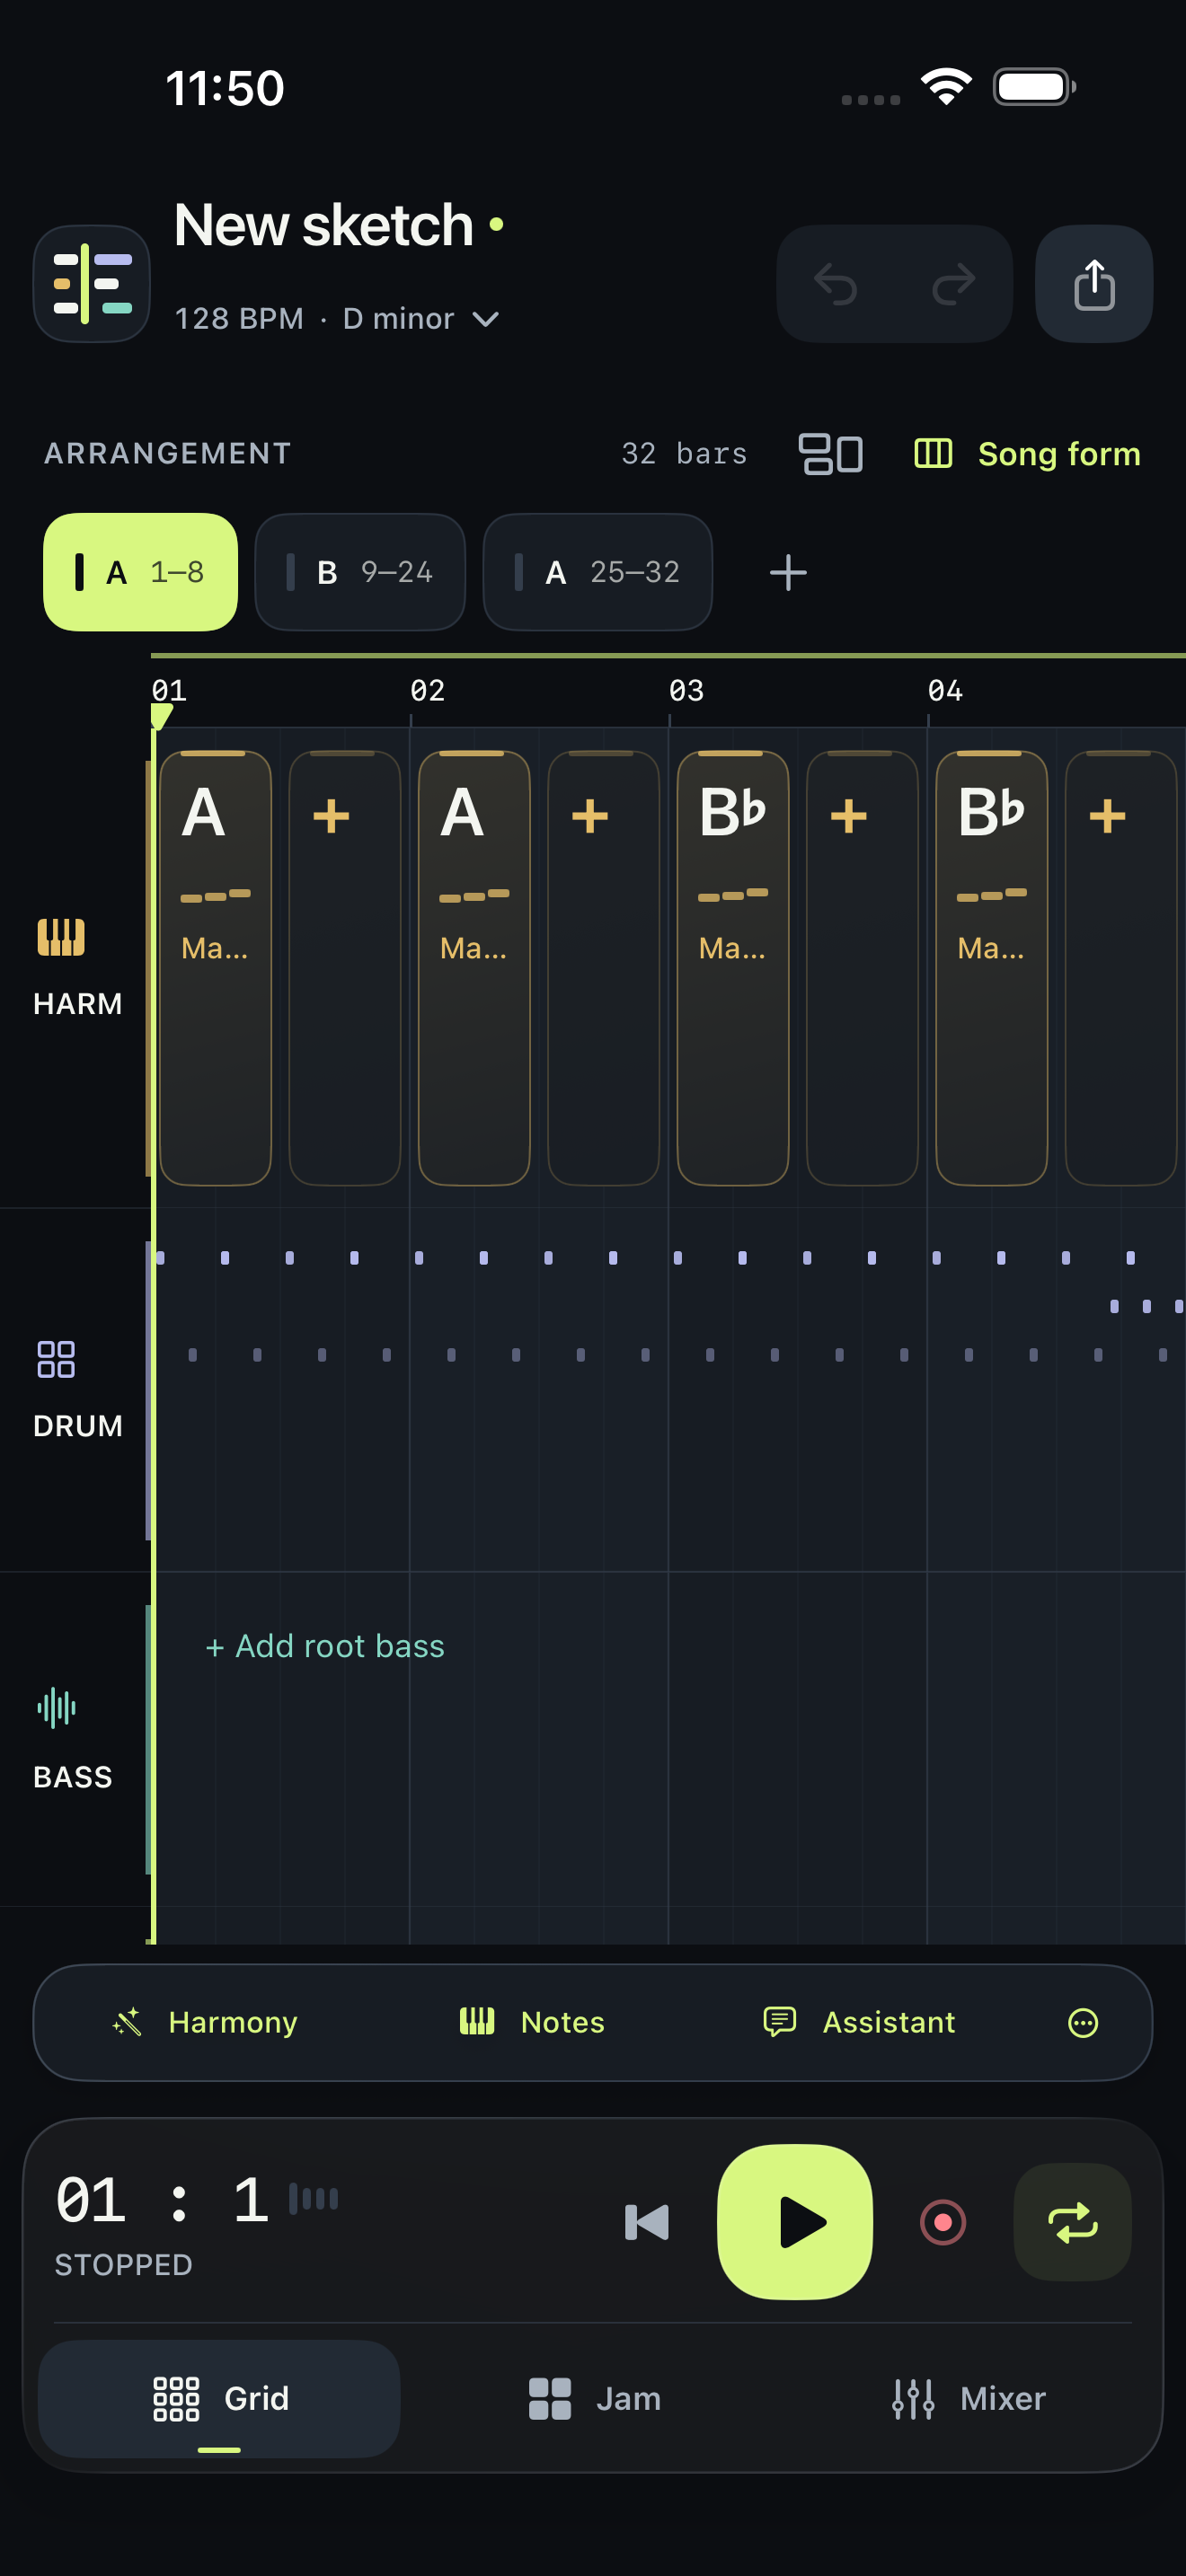 11:50
New sketch
128 BPM · D minor
ARRANGEMENT 32 bars Song form
A 1–8 B 9–24 A 25–32 +
01 02 03 04
A + A + B♭ + B♭ +
Ma... Ma... Ma... Ma...
HARM
DRUM
+ Add root bass
BASS
Harmony Notes Assistant
01 : 1
STOPPED
Grid Jam Mixer